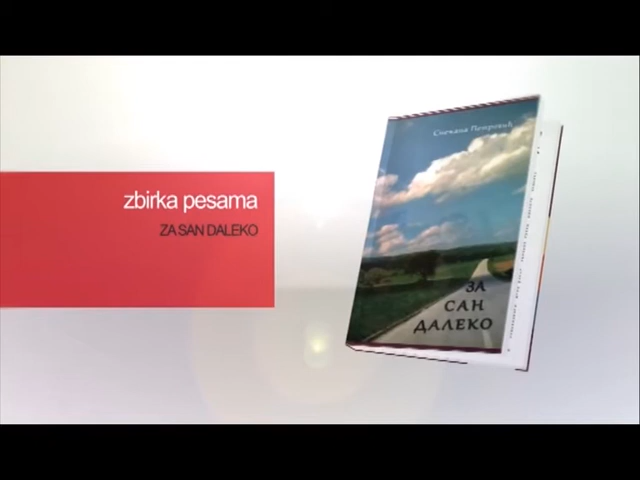 zbirka pesama
ZA SAN DALEKO
Снежана Петровић
ЗА
САН
ДАЛЕКО